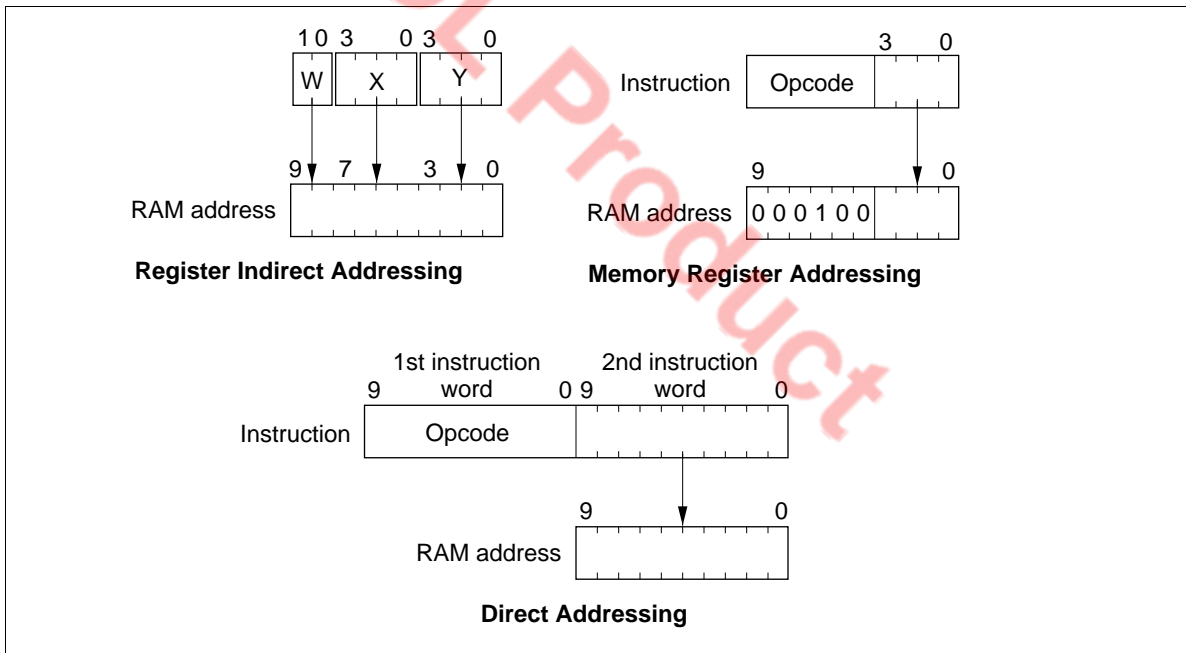 1 0 3 0 3 0
W X Y
9 7 3 0
RAM address
Register Indirect Addressing
3 0
Instruction Opcode
9 0
RAM address 0 0 0 1 0 0
Memory Register Addressing
1st instruction word 2nd instruction word
9 0 9 0
Instruction Opcode
9 0
RAM address
Direct Addressing
L Product